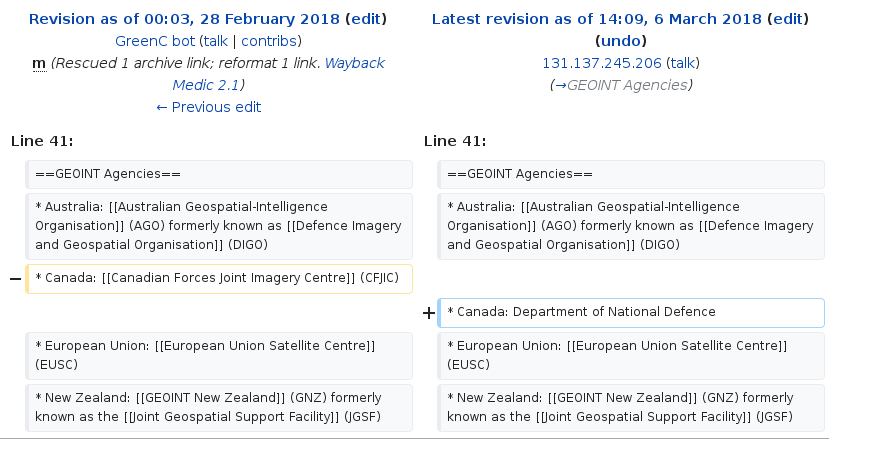 Revision as of 00:03, 28 February 2018 (edit)
GreenC bot (talk | contribs)
m (Rescued 1 archive link; reformat 1 link. Wayback
Medic 2.1)
← Previous edit
Latest revision as of 14:09, 6 March 2018 (edit)
(undo)
131.137.245.206 (talk)
(→GEOINT Agencies)
Line 41:
==GEOINT Agencies==
* Australia: [[Australian Geospatial-Intelligence
Organisation]] (AGO) formerly known as [[Defence Imagery
and Geospatial Organisation]] (DIGO)
− * Canada: [[Canadian Forces Joint Imagery Centre]] (CFJIC)
* European Union: [[European Union Satellite Centre]]
(EUSC)
* New Zealand: [[GEOINT New Zealand]] (GNZ) formerly
known as the [[Joint Geospatial Support Facility]] (JGSF)
Line 41:
==GEOINT Agencies==
* Australia: [[Australian Geospatial-Intelligence
Organisation]] (AGO) formerly known as [[Defence Imagery
and Geospatial Organisation]] (DIGO)
+ * Canada: Department of National Defence
* European Union: [[European Union Satellite Centre]]
(EUSC)
* New Zealand: [[GEOINT New Zealand]] (GNZ) formerly
known as the [[Joint Geospatial Support Facility]] (JGSF)